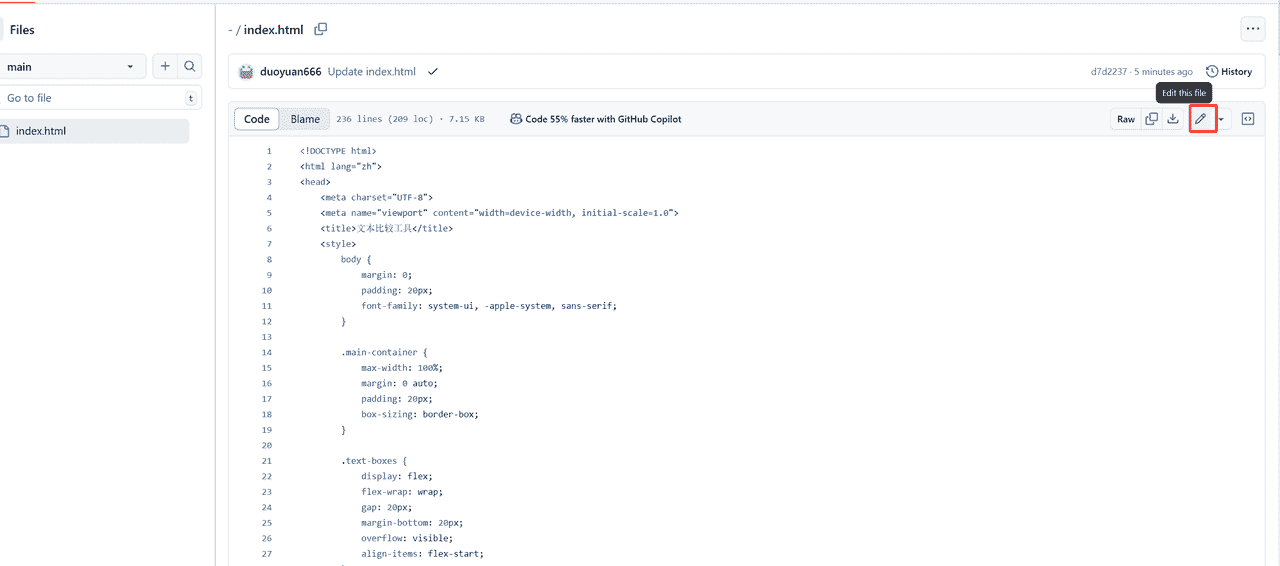 Files
main
Go to file
t
index.html
- / index.html
duoyuan666 Update index.html
d7d2237 · 5 minutes ago
History
Edit this file
Code
Blame
236 lines (209 loc) · 7.15 KB
Code 55% faster with GitHub Copilot
Raw
1 <!DOCTYPE html>
2 <html lang="zh">
3 <head>
4 <meta charset="UTF-8">
5 <meta name="viewport" content="width=device-width, initial-scale=1.0">
6 <title>文本比较工具</title>
7 <style>
8 body {
9 margin: 0;
10 padding: 20px;
11 font-family: system-ui, -apple-system, sans-serif;
12 }
13
14 .main-container {
15 max-width: 100%;
16 margin: 0 auto;
17 padding: 20px;
18 box-sizing: border-box;
19 }
20
21 .text-boxes {
22 display: flex;
23 flex-wrap: wrap;
24 gap: 20px;
25 margin-bottom: 20px;
26 overflow: visible;
27 align-items: flex-start;